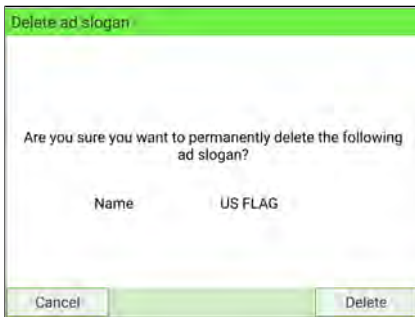 Delete ad slogan
Are you sure you want to permanently delete the following
ad slogan?
Name US FLAG
Cancel Delete